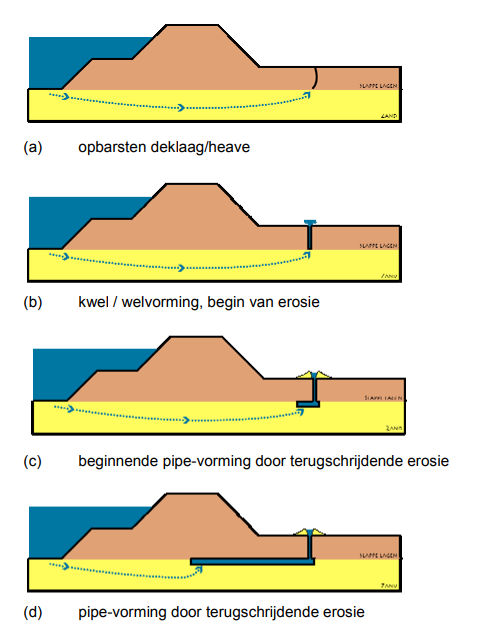 SLAPPE LAGEN
ZAND
(a) opbarsten deklaag/heave
SLAPPE LAGEN
ZAND
(b) kwel / welvorming, begin van erosie
SLAPPE LAGEN
ZAND
(c) beginnende pipe-vorming door terugschrijdende erosie
SLAPPE LAGEN
ZAND
(d) pipe-vorming door terugschrijdende erosie